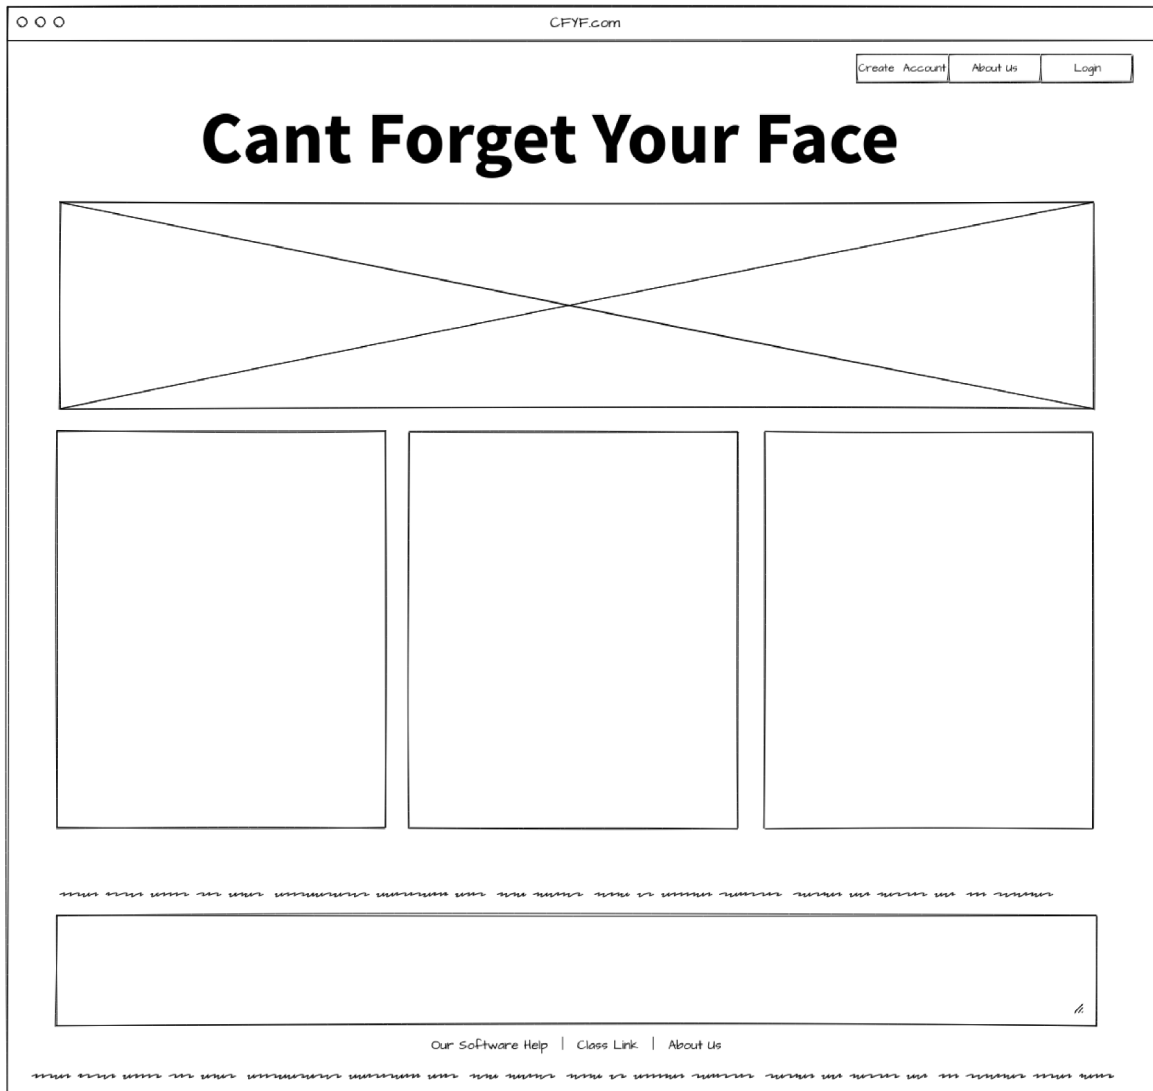 CFYF.com
Create Account About Us Login
Cant Forget Your Face
Our Software Help | Class Link | About Us